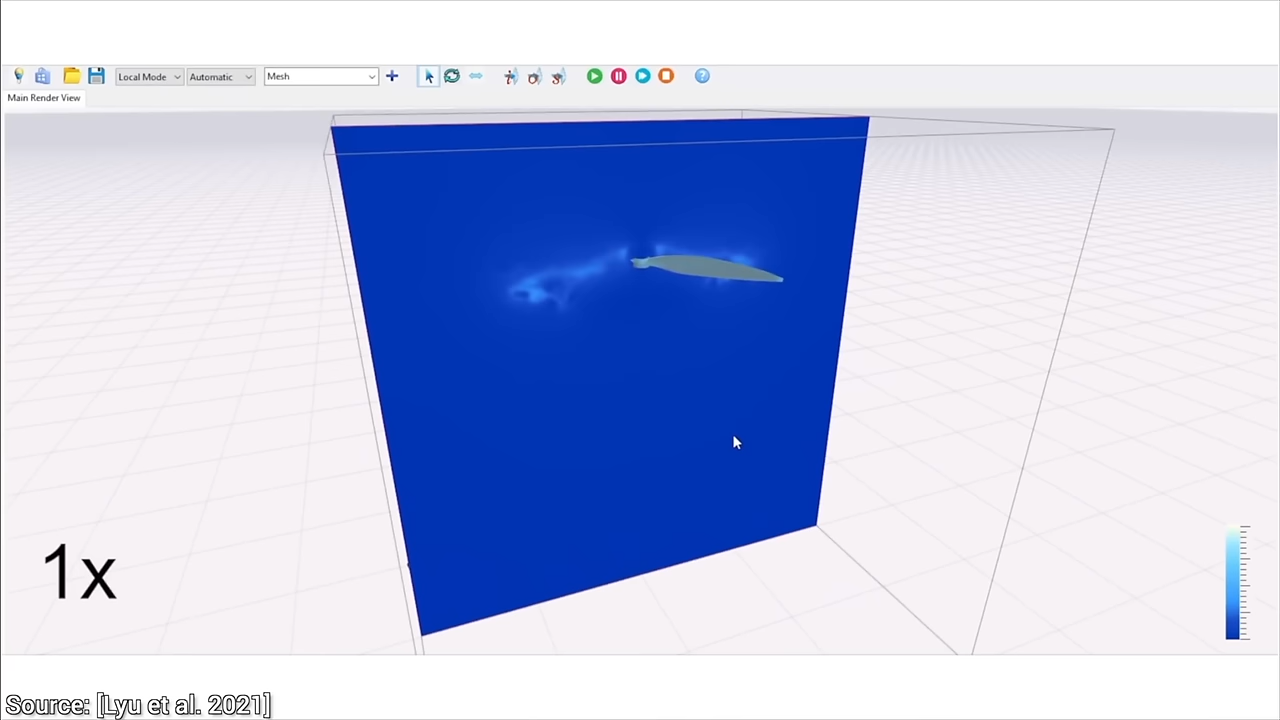 Local Mode Automatic Mesh
Main Render View
1x
Source: [Lyu et al. 2021]